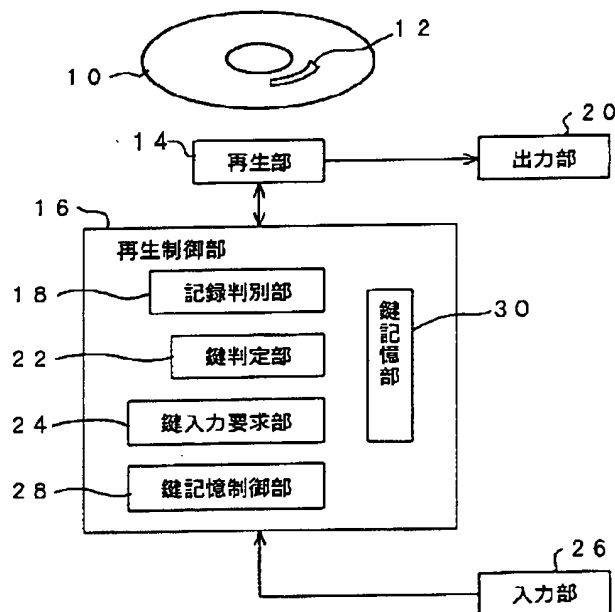 12
10
20
14
再生部
出力部
16
再生制御部
18
記録判別部
30
鍵記憶部
22
鍵判定部
24
鍵入力要求部
28
鍵記憶制御部
26
入力部